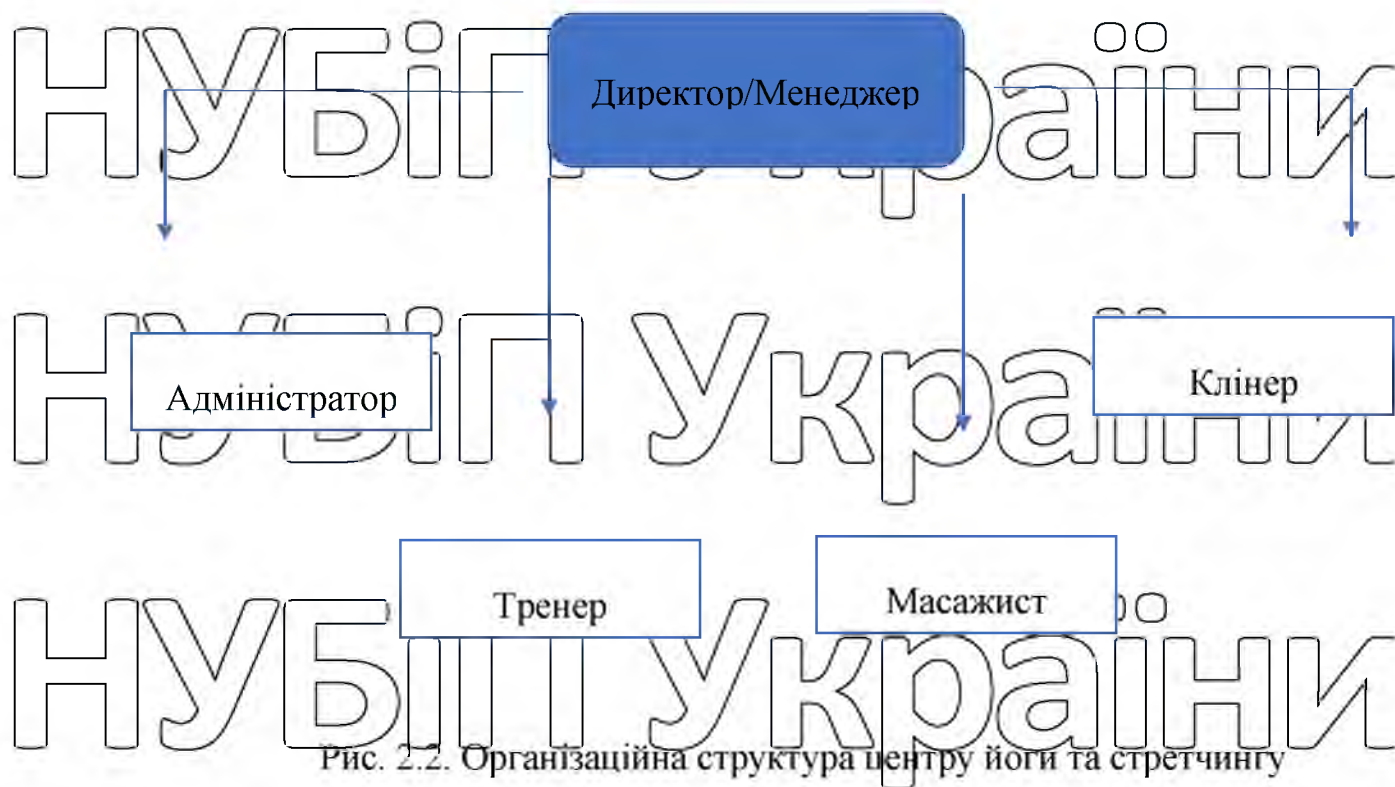 НУБіП України
Директор/Менеджер
НУБіП України
Адміністратор
Клінер
НУБіП України
Тренер
Масажист
Рис. 2.2. Організаційна структура центру йоги та стретчингу